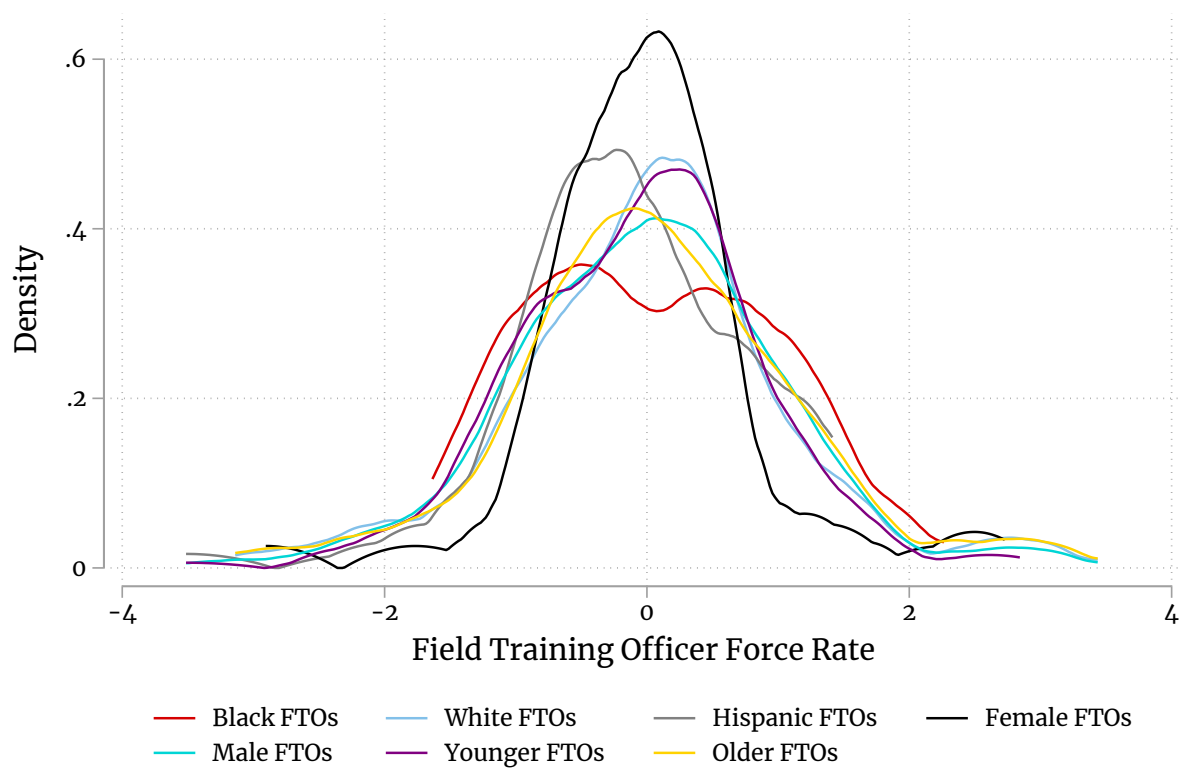 .6
.4
.2
0
Density
-4 -2 0 2 4
Field Training Officer Force Rate
Black FTOs White FTOs Hispanic FTOs Female FTOs
Male FTOs Younger FTOs Older FTOs